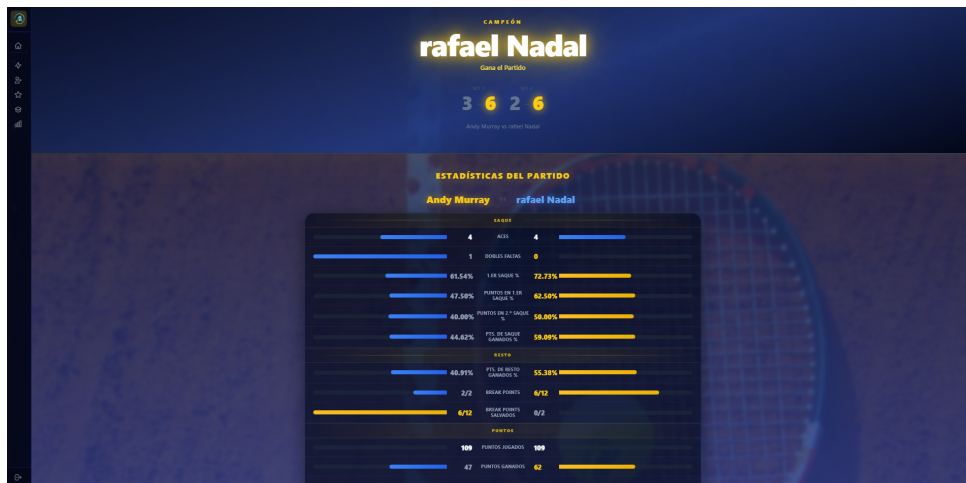 CAMPEÓN
rafael Nadal
Gana el Partido
3 6 2 6
Andy Murray vs rafael Nadal
ESTADÍSTICAS DEL PARTIDO
Andy Murray vs rafael Nadal
SAQUE
4 ACES 4
1 DOBLES FALTAS 0
61.54% 1.ER SAQUE % 72.73%
47.50% PUNTOS EN 1.ER SAQUE % 62.50%
40.00% PUNTOS EN 2.º SAQUE % 50.00%
44.62% PTS. DE SAQUE GANADOS % 59.09%
RESTO
40.91% PTS. DE RESTO GANADOS % 55.38%
2/2 BREAK POINTS 6/12
6/12 BREAK POINTS SALVADOS 0/2
PUNTOS
109 PUNTOS JUGADOS 109
47 PUNTOS GANADOS 62